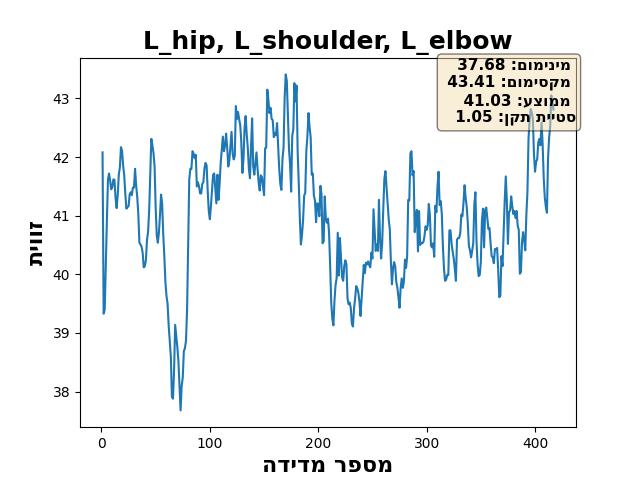 L_hip, L_shoulder, L_elbow
מינימום: 37.68
מקסימום: 43.41
ממוצע: 41.03
סטיית תקן: 1.05
זווית
43
42
41
40
39
38
0 100 200 300 400
מספר מדידה